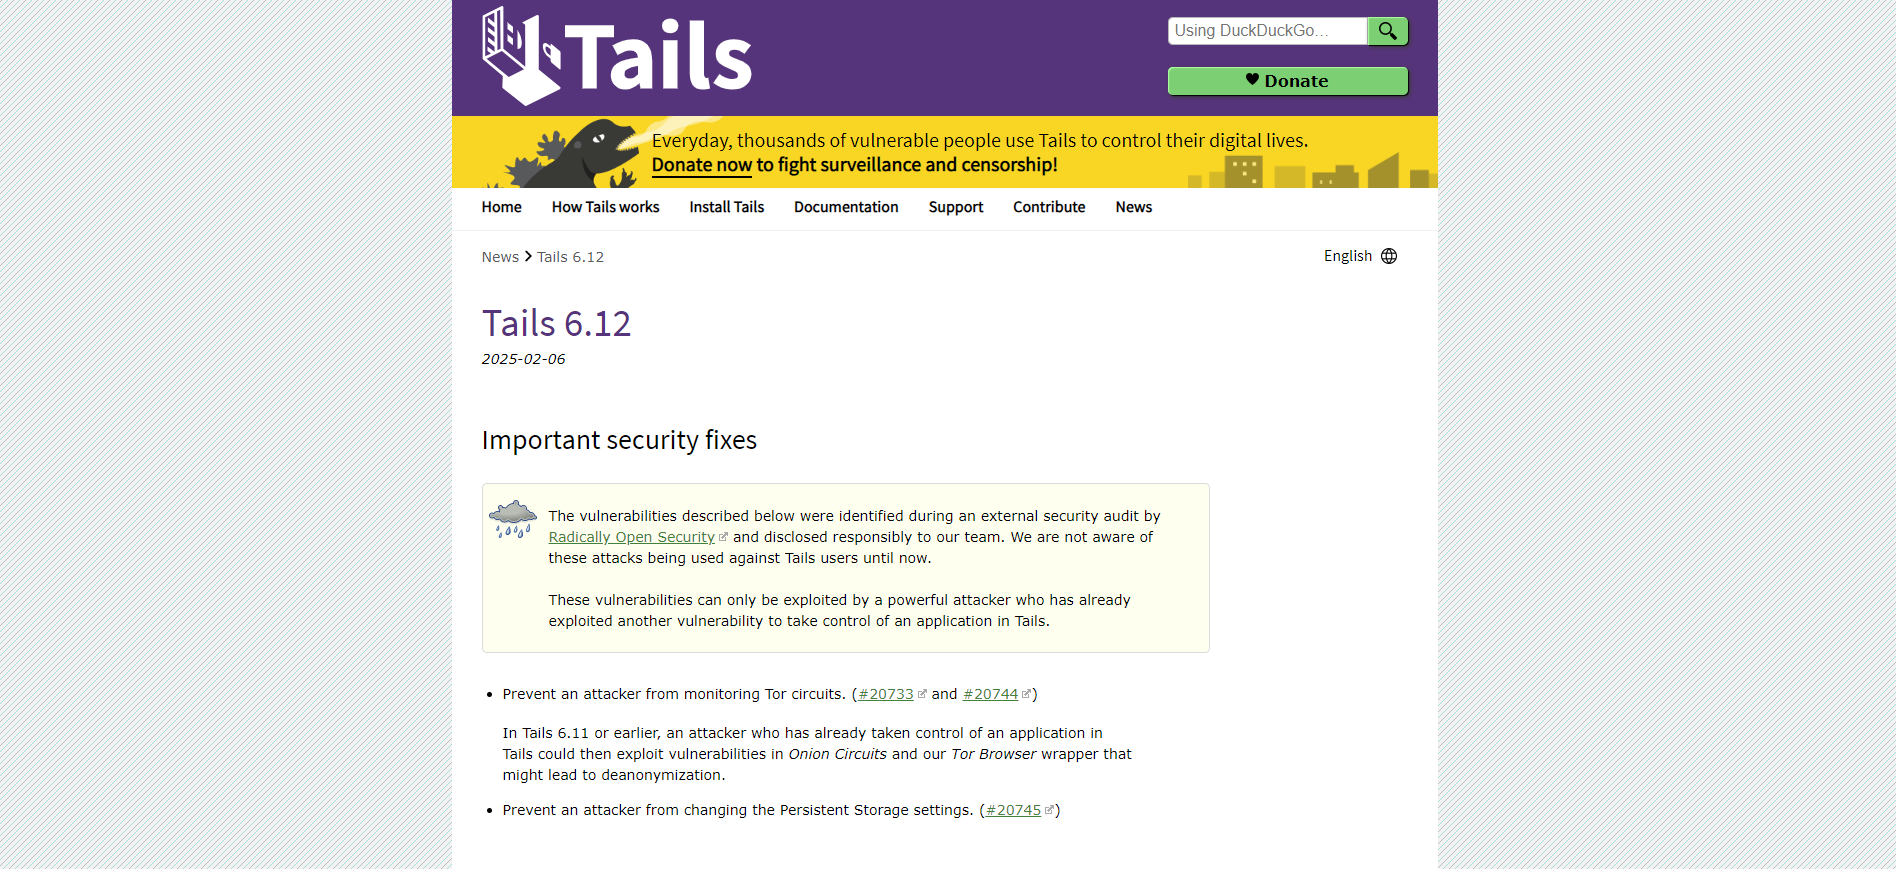 Tails
Using DuckDuckGo...
Donate
Everyday, thousands of vulnerable people use Tails to control their digital lives.
Donate now to fight surveillance and censorship!
Home How Tails works Install Tails Documentation Support Contribute News
News Tails 6.12
English
Tails 6.12
2025-02-06
Important security fixes
The vulnerabilities described below were identified during an external security audit by
Radically Open Security and disclosed responsibly to our team. We are not aware of
these attacks being used against Tails users until now.
These vulnerabilities can only be exploited by a powerful attacker who has already
exploited another vulnerability to take control of an application in Tails.
• Prevent an attacker from monitoring Tor circuits. (#20733 and #20744)
In Tails 6.11 or earlier, an attacker who has already taken control of an application in
Tails could then exploit vulnerabilities in Onion Circuits and our Tor Browser wrapper that
might lead to deanonymization.
• Prevent an attacker from changing the Persistent Storage settings. (#20745)